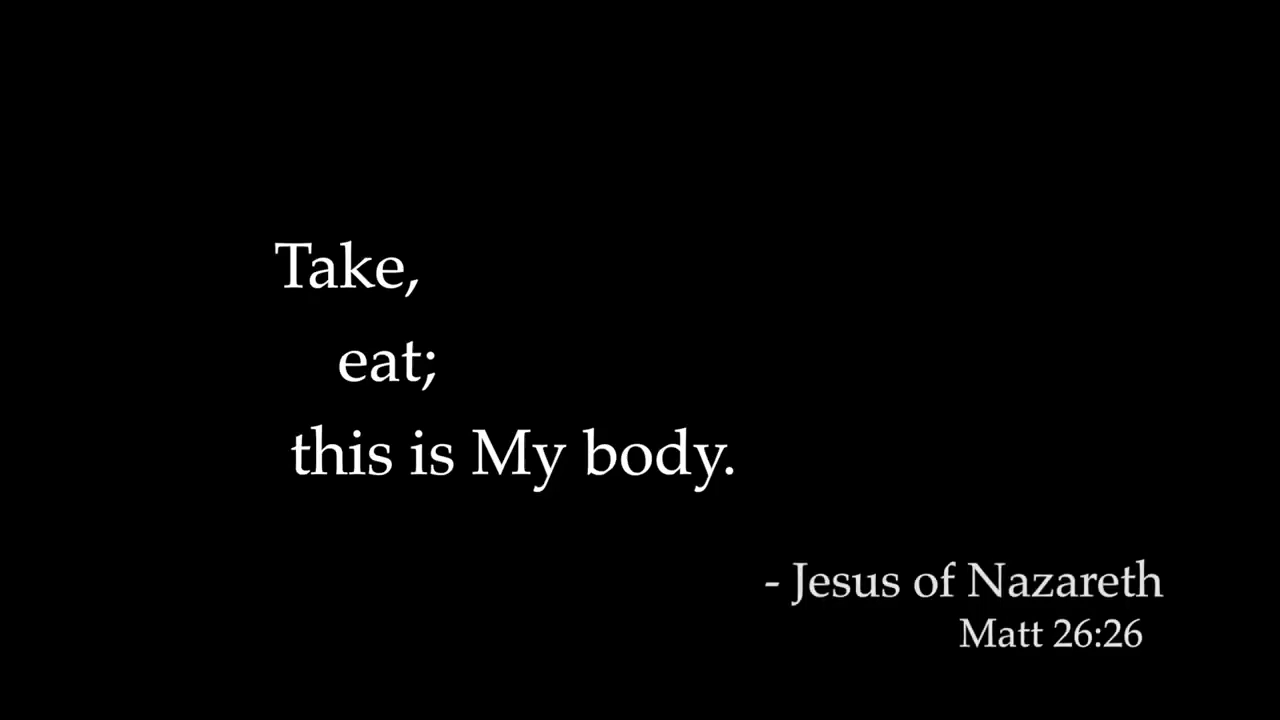 Take,
eat;
this is My body.
- Jesus of Nazareth
Matt 26:26